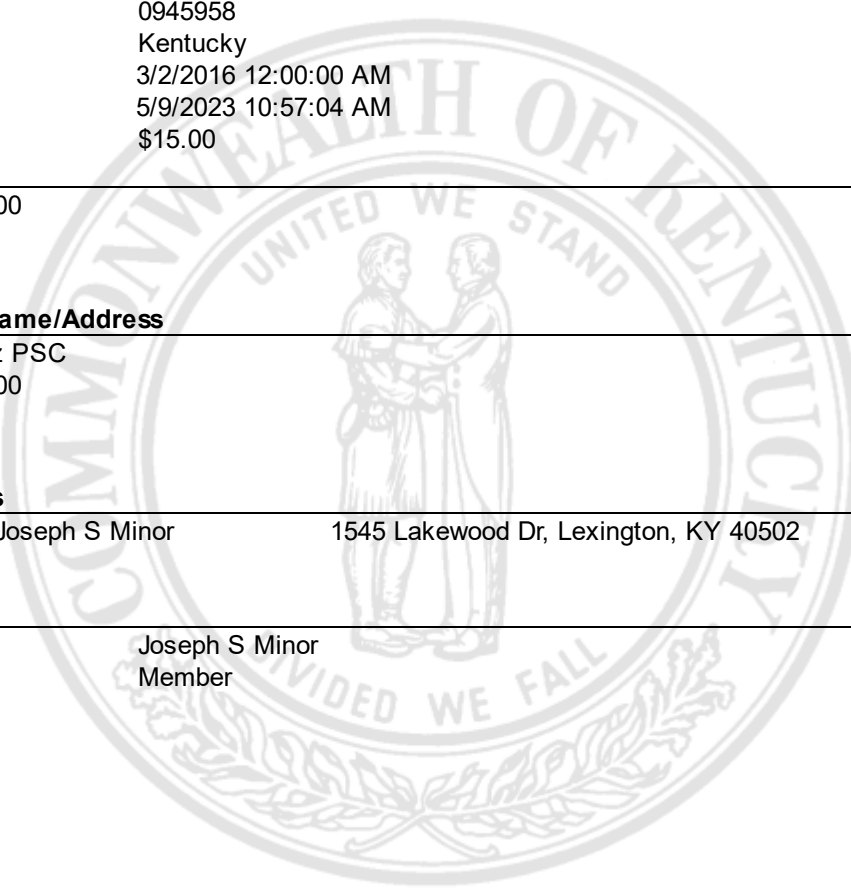 0945958
Kentucky
3/2/2016 12:00:00 AM
5/9/2023 10:57:04 AM
$15.00
00
ame/Address
z PSC
00
s
Joseph S Minor 1545 Lakewood Dr, Lexington, KY 40502
Joseph S Minor
Member
COMMONWEALTH OF KENTUCKY
UNITED WE STAND
DIVIDED WE FALL